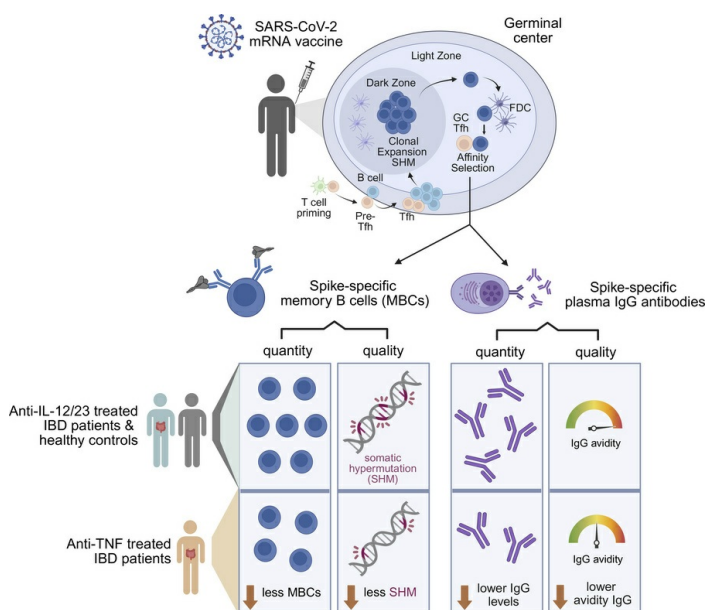 SARS-CoV-2
mRNA vaccine
Germinal
center
Light Zone
Dark Zone
FDC
GC
Tfh
Clonal
Expansion
SHM
Affinity
Selection
B cell
T cell
priming
Pre-
Tfh
Tfh
Spike-specific
memory B cells (MBCs)
Spike-specific
plasma IgG antibodies
quantity
quality
quantity
quality
Anti-IL-12/23 treated
IBD patients &
healthy controls
somatic
hypermutation
(SHM)
IgG avidity
Anti-TNF treated
IBD patients
IgG avidity
less MBCs
less SHM
lower IgG
levels
lower
avidity IgG